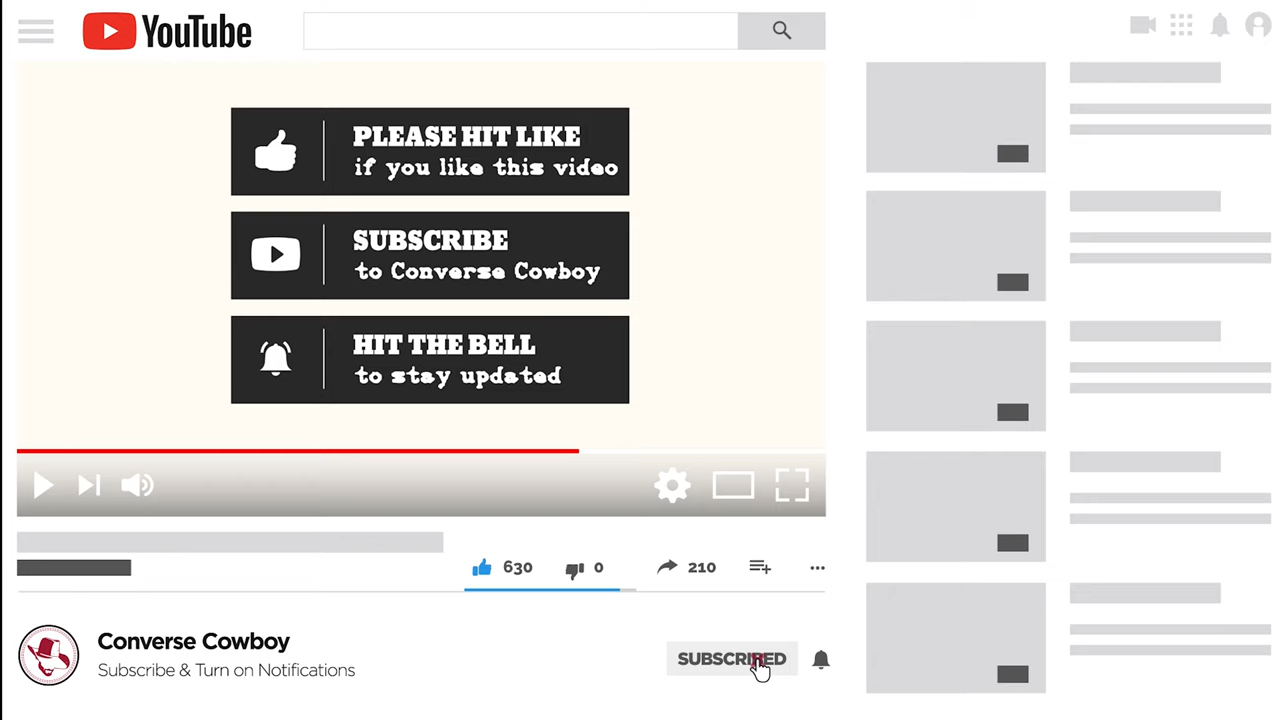 YouTube
PLEASE HIT LIKE
if you like this video
SUBSCRIBE
to Converse Cowboy
HIT THE BELL
to stay updated
630
0
210
Converse Cowboy
Subscribe & Turn on Notifications
SUBSCRIBED